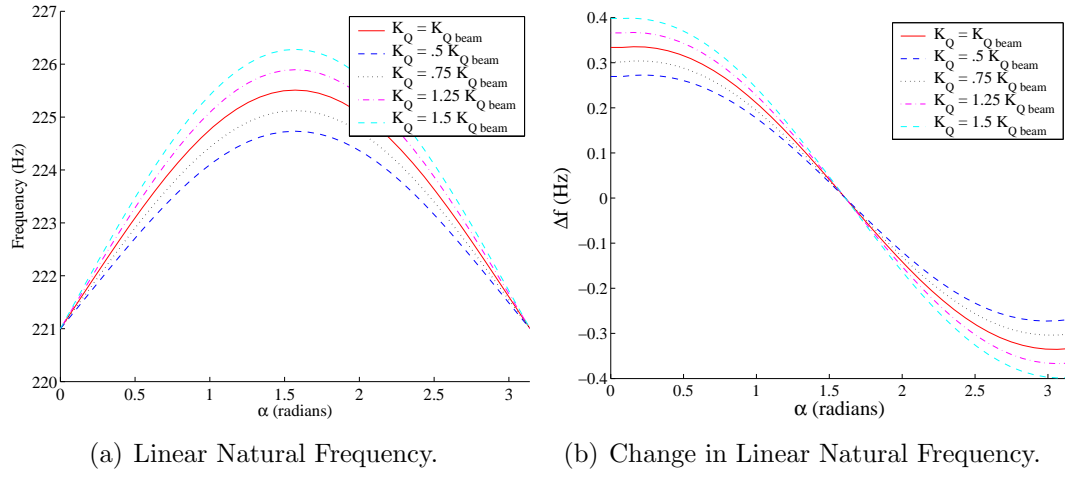 227
226
225
224
223
222
221
220
Frequency (Hz)
0
0.5
1
1.5
2
2.5
3
α (radians)
K_Q = K_Q beam
K_Q = .5 K_Q beam
K_Q = .75 K_Q beam
K_Q = 1.25 K_Q beam
K_Q = 1.5 K_Q beam
(a) Linear Natural Frequency.
0.4
0.3
0.2
0.1
0
−0.1
−0.2
−0.3
−0.4
Δf (Hz)
0
0.5
1
1.5
2
2.5
3
α (radians)
K_Q = K_Q beam
K_Q = .5 K_Q beam
K_Q = .75 K_Q beam
K_Q = 1.25 K_Q beam
K_Q = 1.5 K_Q beam
(b) Change in Linear Natural Frequency.